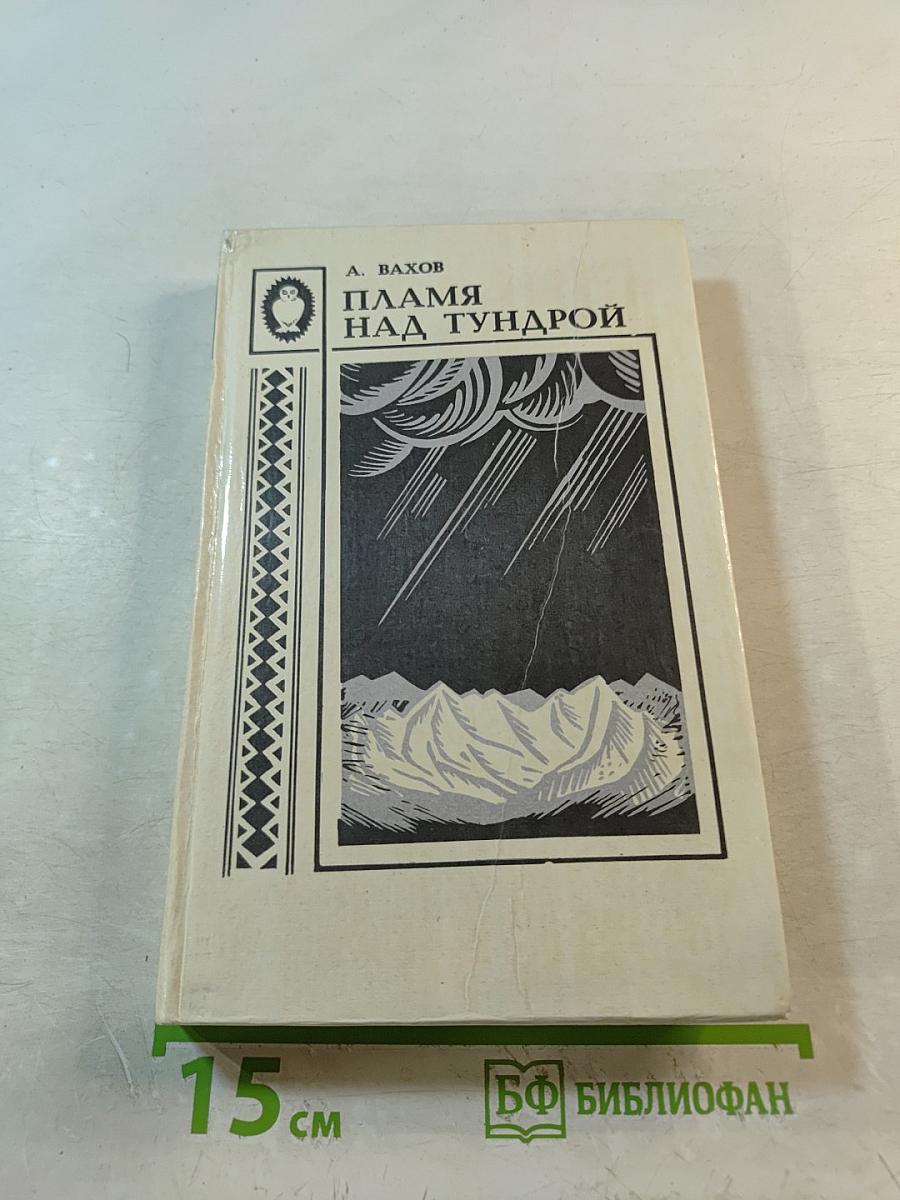 А. ВАХОВ
ПЛАМЯ
НАД ТУНДРОЙ
15 см
БФ БИБЛИОФАН